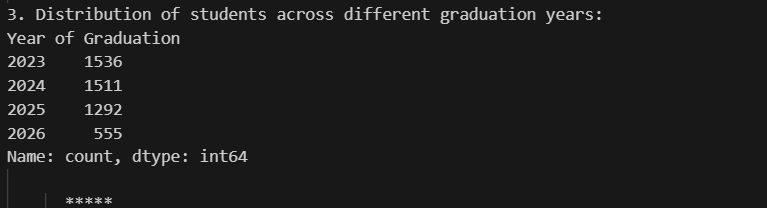 3. Distribution of students across different graduation years:
Year of Graduation
2023    1536
2024    1511
2025    1292
2026     555
Name: count, dtype: int64
*****